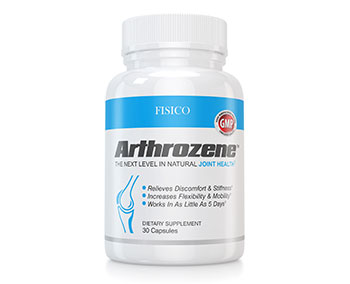 FISICO
GMP
Arthrozene™
THE NEXT LEVEL IN NATURAL JOINT HEALTH
Relieves Discomfort & Stiffness*
Increases Flexibility & Mobility*
Works In As Little As 5 Days*
DIETARY SUPPLEMENT
30 Capsules